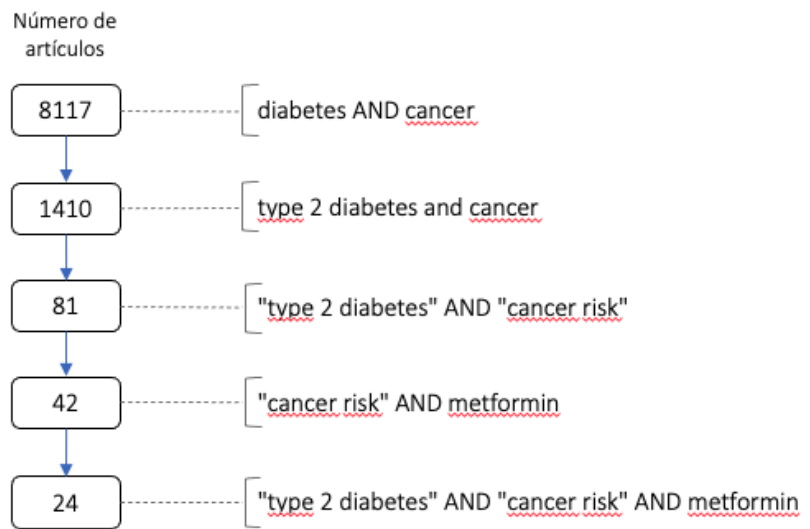 Número de
artículos
8117
diabetes AND cancer
1410
type 2 diabetes and cancer
81
"type 2 diabetes" AND "cancer risk"
42
"cancer risk" AND metformin
24
"type 2 diabetes" AND "cancer risk" AND metformin